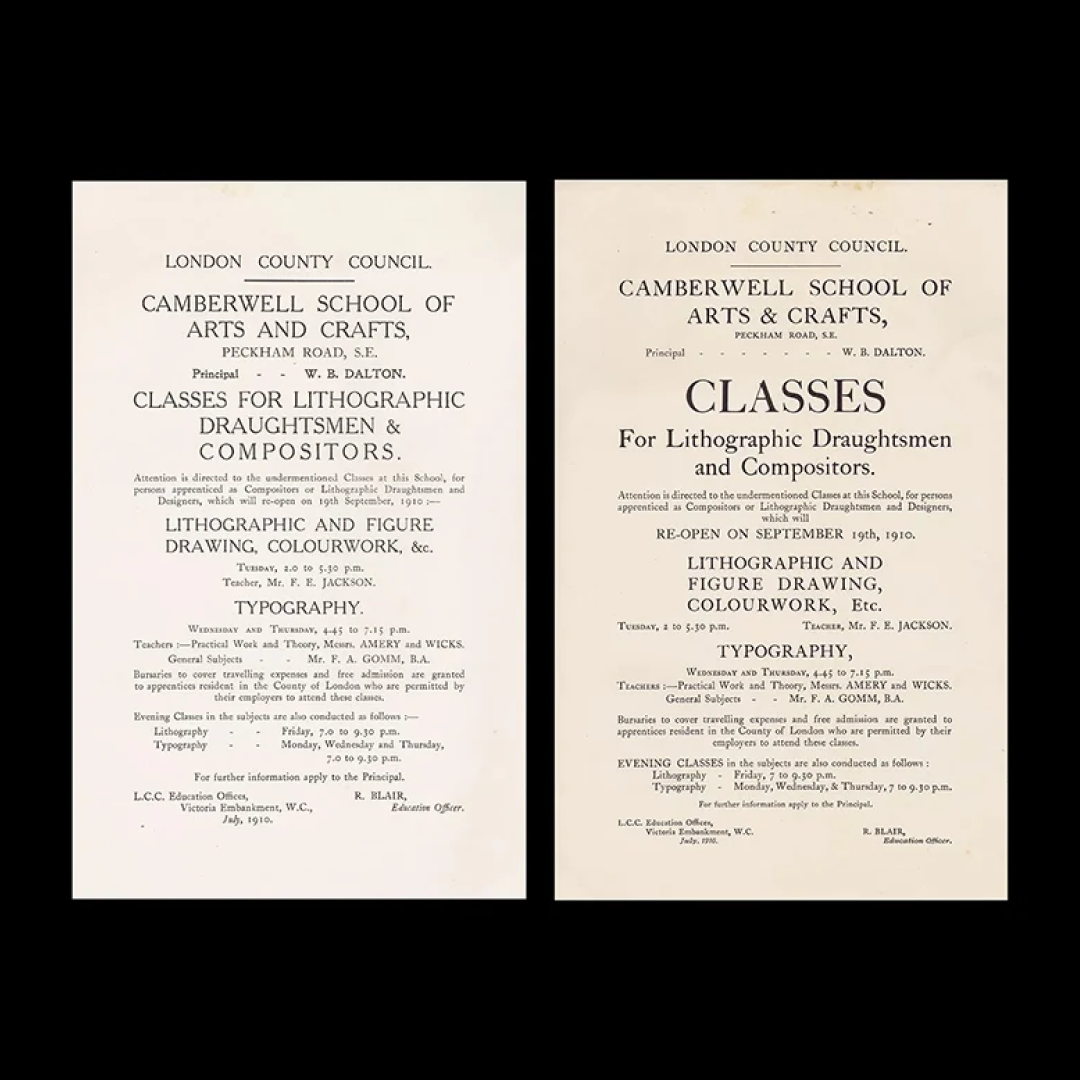 LONDON COUNTY COUNCIL.
CAMBERWELL SCHOOL OF
ARTS AND CRAFTS,
PECKHAM ROAD, S.E.
Principal - - W. B. DALTON.
CLASSES FOR LITHOGRAPHIC
DRAUGHTSMEN &
COMPOSITORS.
Attention is directed to the undermentioned Classes at this School, for
persons apprenticed as Compositors or Lithographic Draughtsmen and
Designers, which will re-open on 19th September, 1910 :—
LITHOGRAPHIC AND FIGURE
DRAWING, COLOURWORK, &c.
Tuesday, 2.0 to 5.30 p.m.
Teacher, Mr. F. E. JACKSON.
TYPOGRAPHY.
Wednesday and Thursday, 4.45 to 7.15 p.m.
Teachers :—Practical Work and Theory, Messrs. AMERY and WICKS.
General Subjects - - Mr. F. A. GOMM, B.A.
Bursaries to cover travelling expenses and free admission are granted
to apprentices resident in the County of London who are permitted by
their employers to attend these classes.
Evening Classes in the subjects are also conducted as follows :—
Lithography - - Friday, 7.0 to 9.30 p.m.
Typography - - Monday, Wednesday and Thursday,
7.0 to 9.30 p.m.
For further information apply to the Principal.
L.C.C. Education Offices, R. BLAIR,
Victoria Embankment, W.C., Education Officer.
July, 1910.
LONDON COUNTY COUNCIL.
CAMBERWELL SCHOOL OF
ARTS & CRAFTS,
PECKHAM ROAD, S.E.
Principal - - - - - - - W. B. DALTON.
CLASSES
For Lithographic Draughtsmen
and Compositors.
Attention is directed to the undermentioned Classes at this School, for persons
apprenticed as Compositors or Lithographic Draughtsmen and Designers,
which will
RE-OPEN ON SEPTEMBER 19th, 1910.
LITHOGRAPHIC AND
FIGURE DRAWING,
COLOURWORK, Etc.
Tuesday, 2 to 5.30 p.m. Teacher, Mr. F. E. JACKSON.
TYPOGRAPHY,
Wednesday and Thursday, 4.45 to 7.15 p.m.
Teachers :—Practical Work and Theory, Messrs. AMERY and WICKS.
General Subjects - - Mr. F. A. GOMM, B.A.
Bursaries to cover travelling expenses and free admission are granted to
apprentices resident in the County of London who are permitted by their
employers to attend these classes.
EVENING CLASSES in the subjects are also conducted as follows :
Lithography - Friday, 7 to 9.30 p.m.
Typography - Monday, Wednesday, & Thursday, 7 to 9.30 p.m.
For further information apply to the Principal.
L.C.C. Education Offices,
Victoria Embankment, W.C. R. BLAIR,
July, 1910. Education Officer.